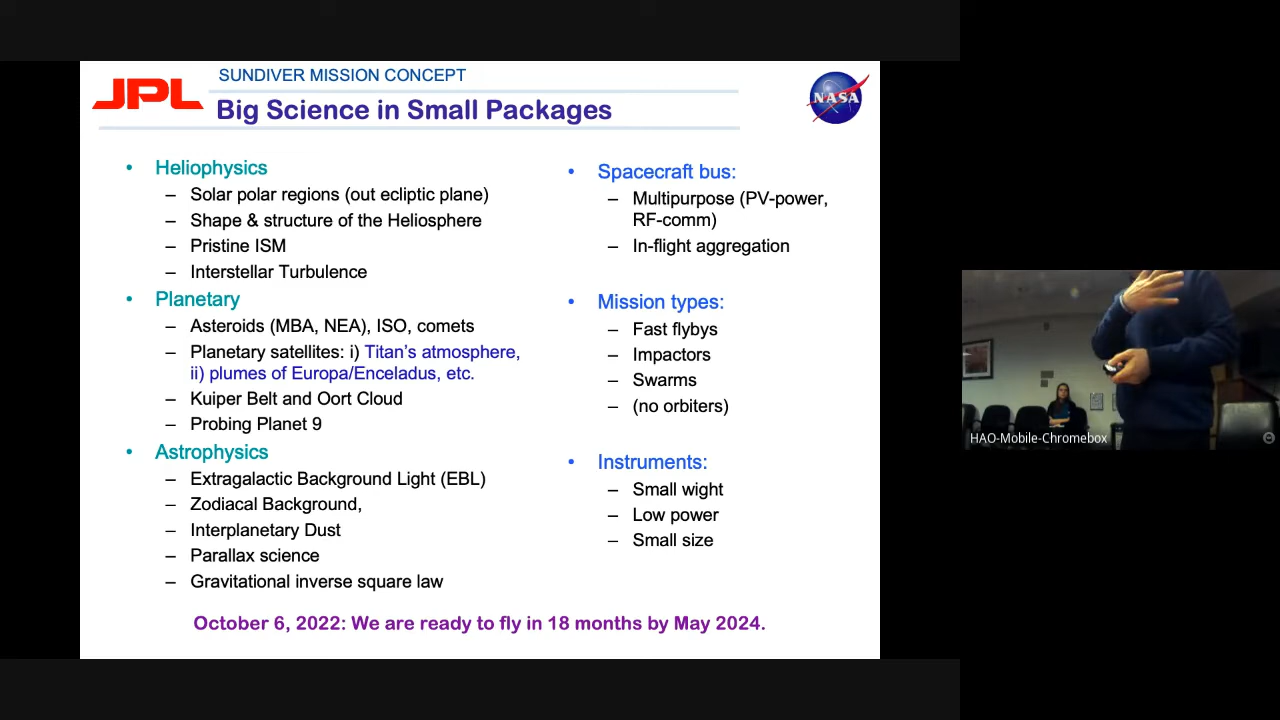 JPL
SUNDIVER MISSION CONCEPT
Big Science in Small Packages
NASA
• Heliophysics
– Solar polar regions (out ecliptic plane)
– Shape & structure of the Heliosphere
– Pristine ISM
– Interstellar Turbulence
• Planetary
– Asteroids (MBA, NEA), ISO, comets
– Planetary satellites: i) Titan's atmosphere,
ii) plumes of Europa/Enceladus, etc.
– Kuiper Belt and Oort Cloud
– Probing Planet 9
• Astrophysics
– Extragalactic Background Light (EBL)
– Zodiacal Background,
– Interplanetary Dust
– Parallax science
– Gravitational inverse square law
• Spacecraft bus:
– Multipurpose (PV-power,
RF-comm)
– In-flight aggregation
• Mission types:
– Fast flybys
– Impactors
– Swarms
– (no orbiters)
• Instruments:
– Small wight
– Low power
– Small size
October 6, 2022: We are ready to fly in 18 months by May 2024.
HAO-Mobile-Chromebox